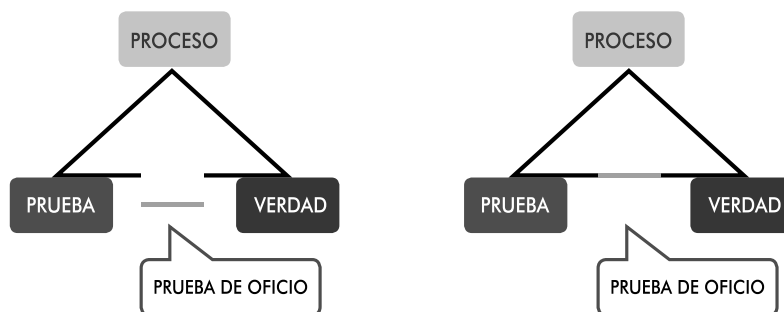 PROCESO
PRUEBA
VERDAD
PRUEBA DE OFICIO
PROCESO
PRUEBA
VERDAD
PRUEBA DE OFICIO